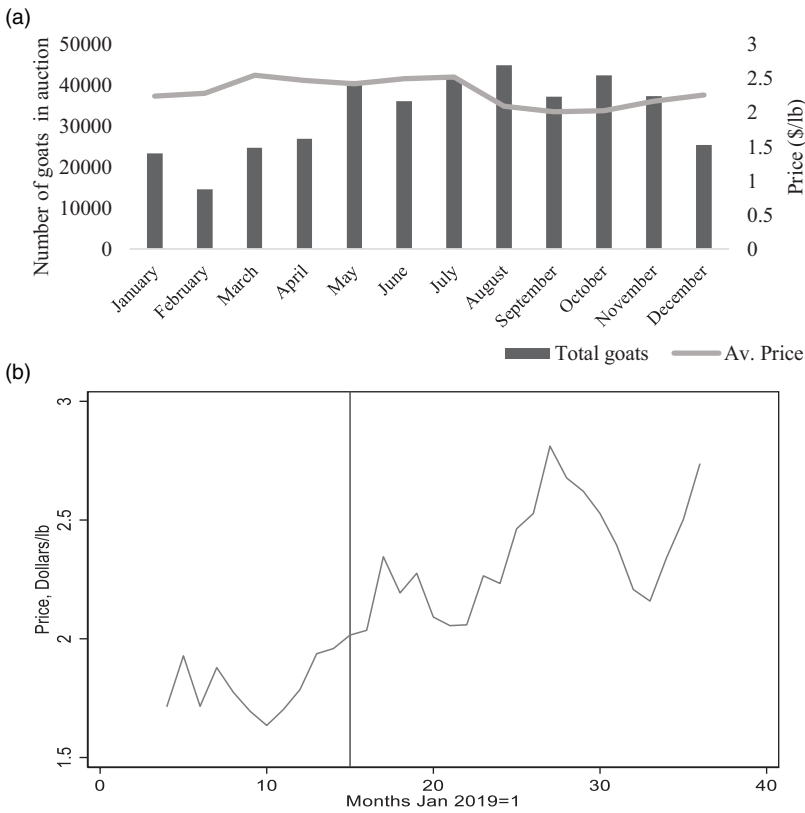 (a)
50000
40000
30000
20000
10000
0
Number of goats in auction
3
2.5
2
1.5
1
0.5
0
Price ($/lb)
January
February
March
April
May
June
July
August
September
October
November
December
Total goats
Av. Price
(b)
3
2.5
2
1.5
Price, Dollars/lb
0
10
20
30
40
Months Jan 2019=1